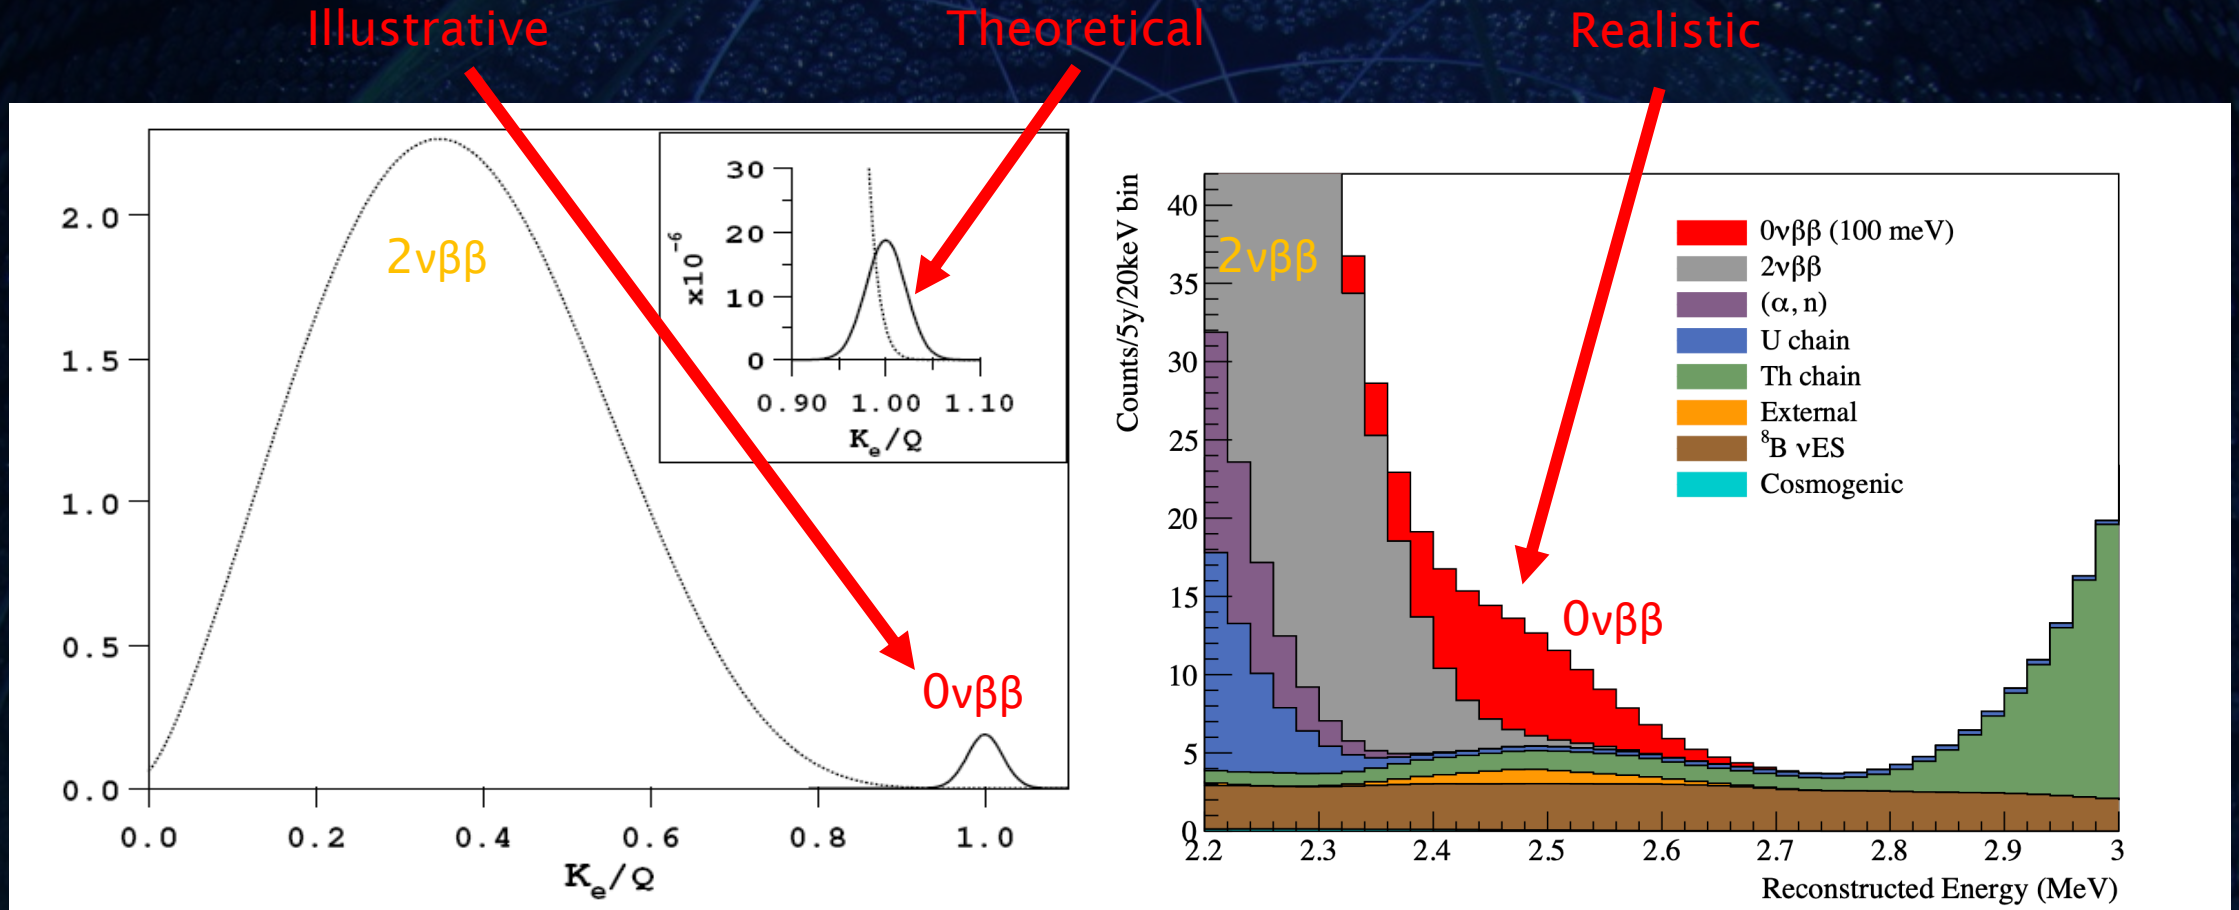 Illustrative
Theoretical
Realistic
2.0
1.5
1.0
0.5
0.0
0.0 0.2 0.4 0.6 0.8 1.0
Kₑ/Q
2νββ
0νββ
30
20
10
0
x10⁻⁶
0.90 1.00 1.10
Kₑ/Q
Counts/5y/20keV bin
40
35
30
25
20
15
10
5
0
2.2 2.3 2.4 2.5 2.6 2.7 2.8 2.9 3
Reconstructed Energy (MeV)
2νββ
0νββ
0νββ (100 meV)
2νββ
(α, n)
U chain
Th chain
External
⁸B νES
Cosmogenic